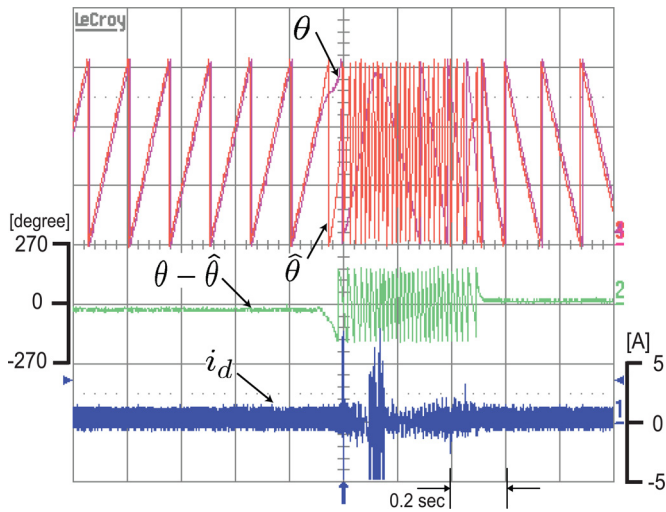 LeCroy
θ
[degree]
270
3
θ - θ̂
θ̂
0
2
-270
[A]
i_d
5
1
0
0.2 sec
-5